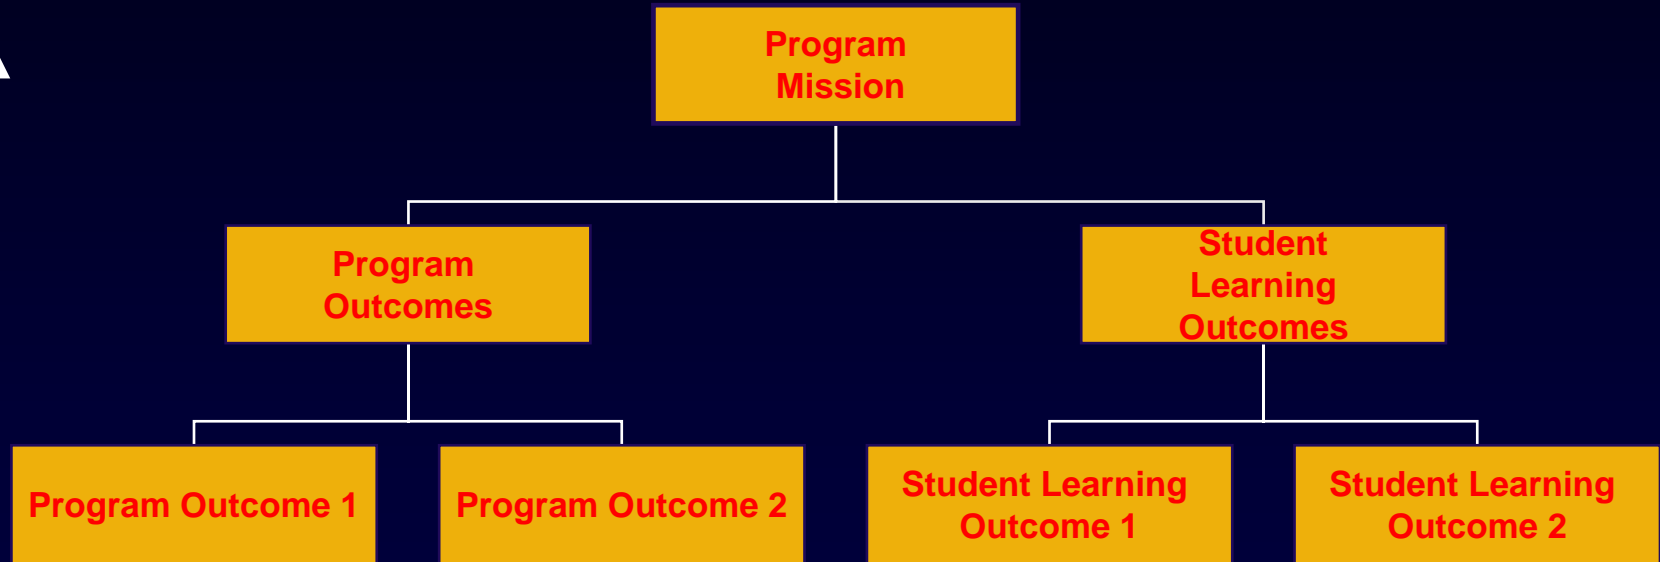 Program
Mission
Program
Outcomes
Student
Learning
Outcomes
Program Outcome 1
Program Outcome 2
Student Learning
Outcome 1
Student Learning
Outcome 2